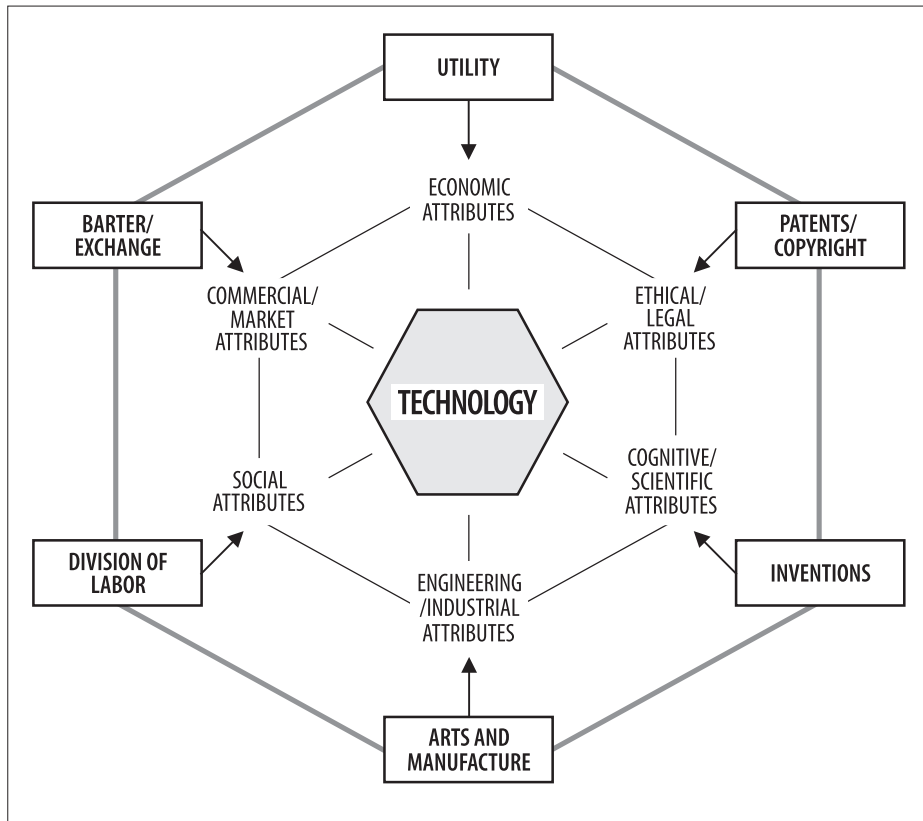 UTILITY
ECONOMIC
ATTRIBUTES
BARTER/
EXCHANGE
PATENTS/
COPYRIGHT
COMMERCIAL/
MARKET
ATTRIBUTES
ETHICAL/
LEGAL
ATTRIBUTES
TECHNOLOGY
SOCIAL
ATTRIBUTES
COGNITIVE/
SCIENTIFIC
ATTRIBUTES
DIVISION OF
LABOR
ENGINEERING
/INDUSTRIAL
ATTRIBUTES
INVENTIONS
ARTS AND
MANUFACTURE